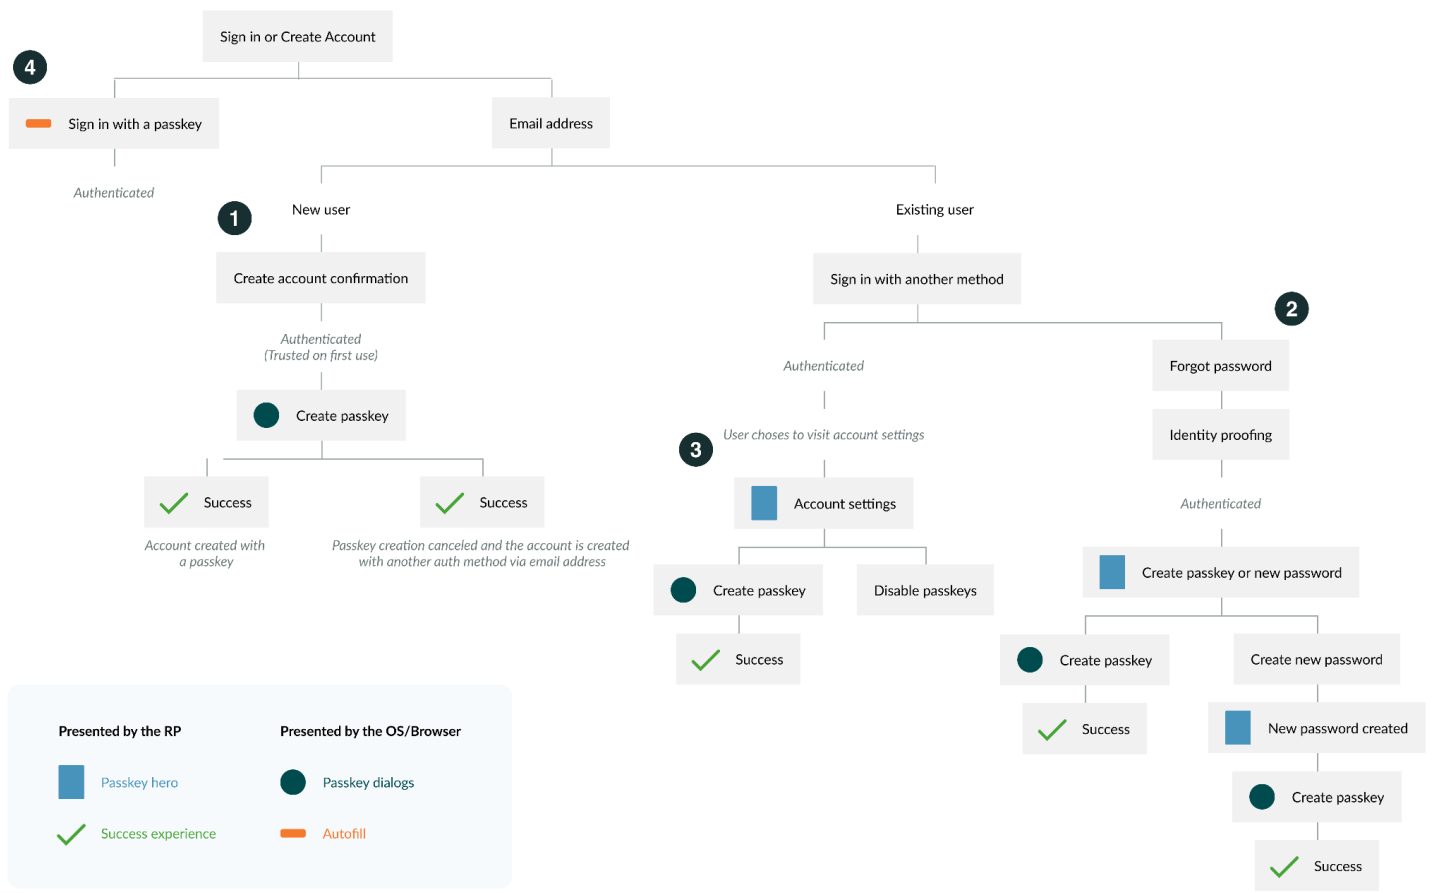 Sign in or Create Account
4
Sign in with a passkey
Email address
Authenticated
1
New user
Existing user
Create account confirmation
Sign in with another method
2
Authenticated
(Trusted on first use)
Authenticated
Forgot password
Create passkey
3
User choses to visit account settings
Identity proofing
Success
Success
Account settings
Authenticated
Account created with
a passkey
Passkey creation canceled and the account is created
with another auth method via email address
Create passkey or new password
Create passkey
Disable passkeys
Success
Create passkey
Create new password
Success
New password created
Create passkey
Success
Presented by the RP
Presented by the OS/Browser
Passkey hero
Passkey dialogs
Success experience
Autofill